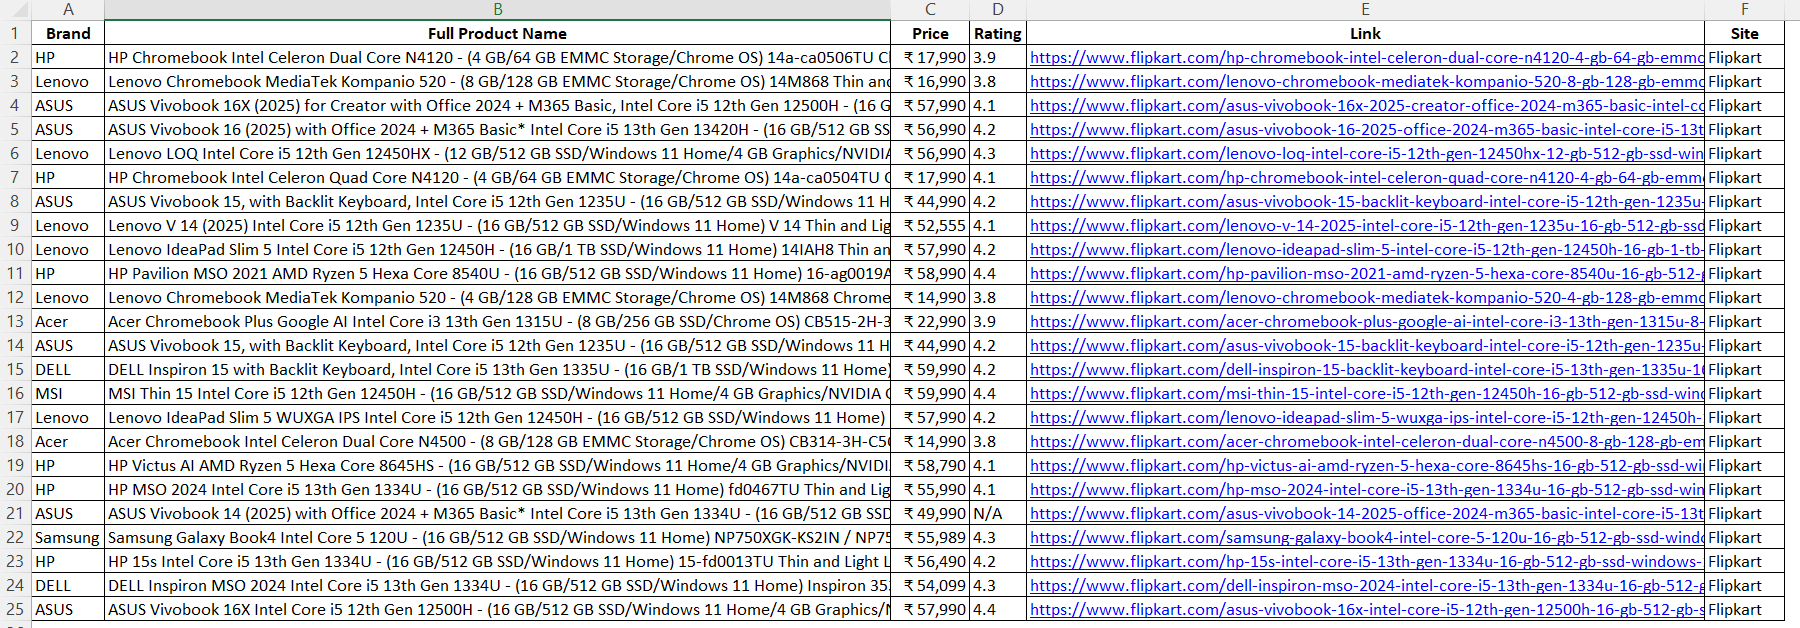 A B C D E F
1 Brand Full Product Name Price Rating Link Site
2 HP HP Chromebook Intel Celeron Dual Core N4120 - (4 GB/64 GB EMMC Storage/Chrome OS) 14a-ca0506TU ₹ 17,990 3.9 https://www.flipkart.com/hp-chromebook-intel-celeron-dual-core-n4120-4-gb-64-gb-emmc Flipkart
3 Lenovo Lenovo Chromebook MediaTek Kompanio 520 - (8 GB/128 GB EMMC Storage/Chrome OS) 14M868 Thin and ₹ 16,990 3.8 https://www.flipkart.com/lenovo-chromebook-mediatek-kompanio-520-8-gb-128-gb-emmc Flipkart
4 ASUS ASUS Vivobook 16X (2025) for Creator with Office 2024 + M365 Basic, Intel Core i5 12th Gen 12500H - (16 G ₹ 57,990 4.1 https://www.flipkart.com/asus-vivobook-16x-2025-creator-office-2024-m365-basic-intel-co Flipkart
5 ASUS ASUS Vivobook 16 (2025) with Office 2024 + M365 Basic* Intel Core i5 13th Gen 13420H - (16 GB/512 GB SS ₹ 56,990 4.2 https://www.flipkart.com/asus-vivobook-16-2025-office-2024-m365-basic-intel-core-i5-13t Flipkart
6 Lenovo Lenovo LOQ Intel Core i5 12th Gen 12450HX - (12 GB/512 GB SSD/Windows 11 Home/4 GB Graphics/NVIDIA ₹ 56,990 4.3 https://www.flipkart.com/lenovo-loq-intel-core-i5-12th-gen-12450hx-12-gb-512-gb-ssd-win Flipkart
7 HP HP Chromebook Intel Celeron Quad Core N4120 - (4 GB/64 GB EMMC Storage/Chrome OS) 14a-ca0504TU C ₹ 17,990 4.1 https://www.flipkart.com/hp-chromebook-intel-celeron-quad-core-n4120-4-gb-64-gb-emm Flipkart
8 ASUS ASUS Vivobook 15, with Backlit Keyboard, Intel Core i5 12th Gen 1235U - (16 GB/512 GB SSD/Windows 11 H ₹ 44,990 4.2 https://www.flipkart.com/asus-vivobook-15-backlit-keyboard-intel-core-i5-12th-gen-1235u- Flipkart
9 Lenovo Lenovo V 14 (2025) Intel Core i5 12th Gen 1235U - (16 GB/512 GB SSD/Windows 11 Home) V 14 Thin and Lig ₹ 52,555 4.1 https://www.flipkart.com/lenovo-v-14-2025-intel-core-i5-12th-gen-1235u-16-gb-512-gb-ssd Flipkart
10 Lenovo Lenovo IdeaPad Slim 5 Intel Core i5 12th Gen 12450H - (16 GB/1 TB SSD/Windows 11 Home) 14IAH8 Thin an ₹ 57,990 4.2 https://www.flipkart.com/lenovo-ideapad-slim-5-intel-core-i5-12th-gen-12450h-16-gb-1-tb- Flipkart
11 HP HP Pavilion MSO 2021 AMD Ryzen 5 Hexa Core 8540U - (16 GB/512 GB SSD/Windows 11 Home) 16-ag0019A ₹ 58,990 4.4 https://www.flipkart.com/hp-pavilion-mso-2021-amd-ryzen-5-hexa-core-8540u-16-gb-512-g Flipkart
12 Lenovo Lenovo Chromebook MediaTek Kompanio 520 - (4 GB/128 GB EMMC Storage/Chrome OS) 14M868 Chrome ₹ 14,990 3.8 https://www.flipkart.com/lenovo-chromebook-mediatek-kompanio-520-4-gb-128-gb-emmc Flipkart
13 Acer Acer Chromebook Plus Google AI Intel Core i3 13th Gen 1315U - (8 GB/256 GB SSD/Chrome OS) CB515-2H-3 ₹ 22,990 3.9 https://www.flipkart.com/acer-chromebook-plus-google-ai-intel-core-i3-13th-gen-1315u-8- Flipkart
14 ASUS ASUS Vivobook 15, with Backlit Keyboard, Intel Core i5 12th Gen 1235U - (16 GB/512 GB SSD/Windows 11 H ₹ 44,990 4.2 https://www.flipkart.com/asus-vivobook-15-backlit-keyboard-intel-core-i5-12th-gen-1235u- Flipkart
15 DELL DELL Inspiron 15 with Backlit Keyboard, Intel Core i5 13th Gen 1335U - (16 GB/1 TB SSD/Windows 11 Home) ₹ 59,990 4.2 https://www.flipkart.com/dell-inspiron-15-backlit-keyboard-intel-core-i5-13th-gen-1335u-1 Flipkart
16 MSI MSI Thin 15 Intel Core i5 12th Gen 12450H - (16 GB/512 GB SSD/Windows 11 Home/4 GB Graphics/NVIDIA ₹ 59,990 4.4 https://www.flipkart.com/msi-thin-15-intel-core-i5-12th-gen-12450h-16-gb-512-gb-ssd-wind Flipkart
17 Lenovo Lenovo IdeaPad Slim 5 WUXGA IPS Intel Core i5 12th Gen 12450H - (16 GB/512 GB SSD/Windows 11 Home) ₹ 57,990 4.2 https://www.flipkart.com/lenovo-ideapad-slim-5-wuxga-ips-intel-core-i5-12th-gen-12450h- Flipkart
18 Acer Acer Chromebook Intel Celeron Dual Core N4500 - (8 GB/128 GB EMMC Storage/Chrome OS) CB314-3H-C5 ₹ 14,990 3.8 https://www.flipkart.com/acer-chromebook-intel-celeron-dual-core-n4500-8-gb-128-gb-em Flipkart
19 HP HP Victus AI AMD Ryzen 5 Hexa Core 8645HS - (16 GB/512 GB SSD/Windows 11 Home/4 GB Graphics/NVIDI ₹ 58,790 4.1 https://www.flipkart.com/hp-victus-ai-amd-ryzen-5-hexa-core-8645hs-16-gb-512-gb-ssd-wi Flipkart
20 HP HP MSO 2024 Intel Core i5 13th Gen 1334U - (16 GB/512 GB SSD/Windows 11 Home) fd0467TU Thin and Lig ₹ 55,990 4.1 https://www.flipkart.com/hp-mso-2024-intel-core-i5-13th-gen-1334u-16-gb-512-gb-ssd-win Flipkart
21 ASUS ASUS Vivobook 14 (2025) with Office 2024 + M365 Basic* Intel Core i5 13th Gen 1334U - (16 GB/512 GB SSD ₹ 49,990 N/A https://www.flipkart.com/asus-vivobook-14-2025-office-2024-m365-basic-intel-core-i5-13t Flipkart
22 Samsung Samsung Galaxy Book4 Intel Core 5 120U - (16 GB/512 GB SSD/Windows 11 Home) NP750XGK-KS2IN / NP75 ₹ 55,989 4.3 https://www.flipkart.com/samsung-galaxy-book4-intel-core-5-120u-16-gb-512-gb-ssd-windo Flipkart
23 HP HP 15s Intel Core i5 13th Gen 1334U - (16 GB/512 GB SSD/Windows 11 Home) 15-fd0013TU Thin and Light L ₹ 56,490 4.2 https://www.flipkart.com/hp-15s-intel-core-i5-13th-gen-1334u-16-gb-512-gb-ssd-windows- Flipkart
24 DELL DELL Inspiron MSO 2024 Intel Core i5 13th Gen 1334U - (16 GB/512 GB SSD/Windows 11 Home) Inspiron 35 ₹ 54,099 4.3 https://www.flipkart.com/dell-inspiron-mso-2024-intel-core-i5-13th-gen-1334u-16-gb-512-g Flipkart
25 ASUS ASUS Vivobook 16X Intel Core i5 12th Gen 12500H - (16 GB/512 GB SSD/Windows 11 Home/4 GB Graphics/N ₹ 57,990 4.4 https://www.flipkart.com/asus-vivobook-16x-intel-core-i5-12th-gen-12500h-16-gb-512-gb-s Flipkart